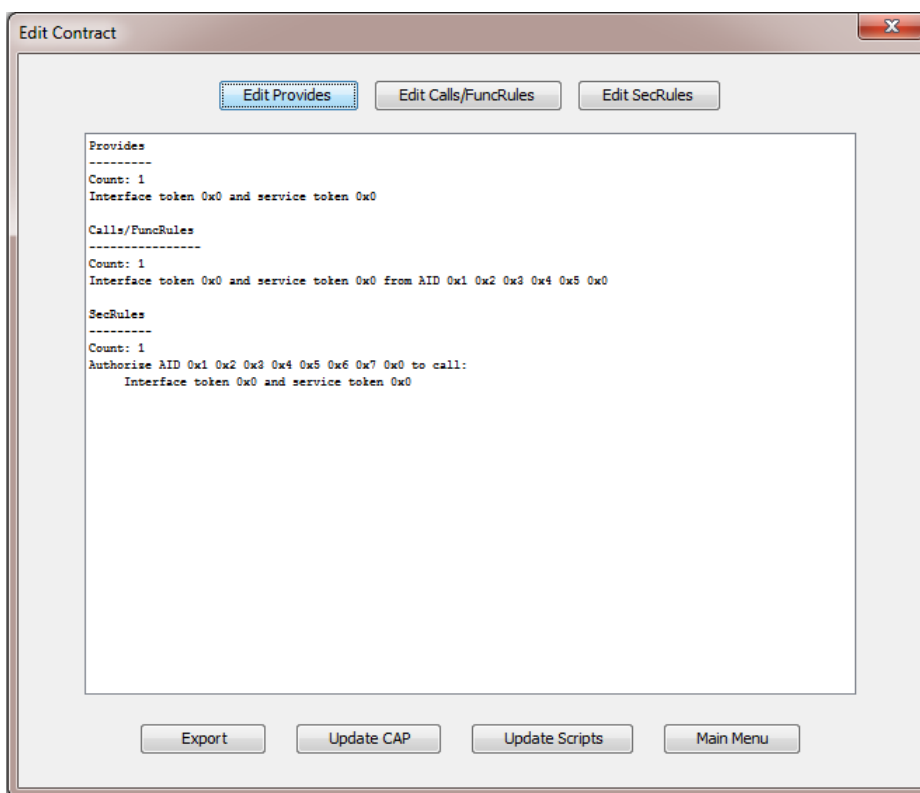 Edit Contract
Edit Provides Edit Calls/FuncRules Edit SecRules
Provides
---------
Count: 1
Interface token 0x0 and service token 0x0
Calls/FuncRules
----------------
Count: 1
Interface token 0x0 and service token 0x0 from AID 0x1 0x2 0x3 0x4 0x5 0x0
SecRules
---------
Count: 1
Authorise AID 0x1 0x2 0x3 0x4 0x5 0x6 0x7 0x0 to call:
Interface token 0x0 and service token 0x0
Export Update CAP Update Scripts Main Menu